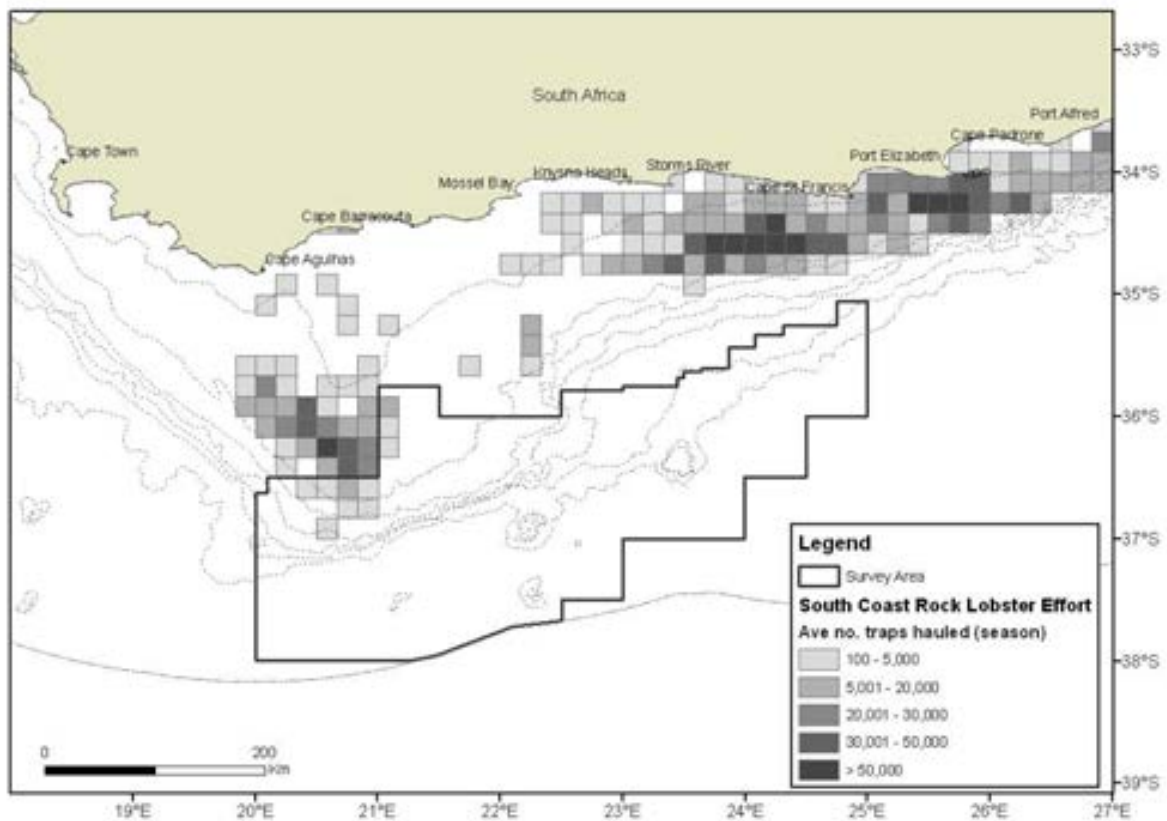 33°S
South Africa
Port Alfred
Cape Padrone
Cape Town
Port Elizabeth
Storms River
Knysna Heads
34°S
Mossel Bay
Cape St Francis
Cape Barracouta
Cape Agulhas
35°S
36°S
37°S
Legend
Survey Area
South Coast Rock Lobster Effort
Ave no. traps hauled (season)
100 - 5,000
5,001 - 20,000
20,001 - 30,000
30,001 - 50,000
> 50,000
38°S
0 200
km
39°S
19°E 20°E 21°E 22°E 23°E 24°E 25°E 26°E 27°E